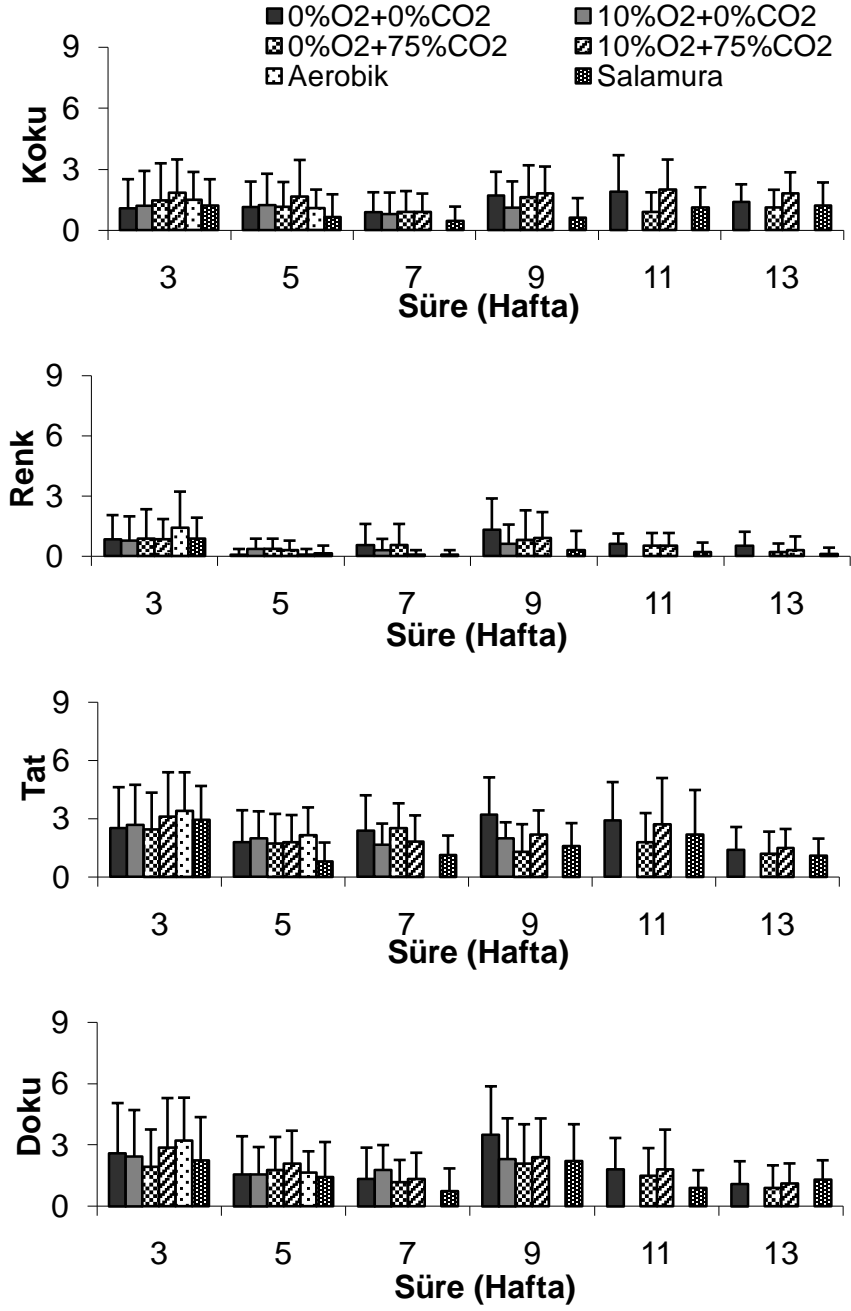 0%O2+0%CO2 10%O2+0%CO2
0%O2+75%CO2 10%O2+75%CO2
Aerobik Salamura
9
6
3
0
Koku
3 5 7 9 11 13
Süre (Hafta)
9
6
3
0
Renk
3 5 7 9 11 13
Süre (Hafta)
9
6
3
0
Tat
3 5 7 9 11 13
Süre (Hafta)
9
6
3
0
Doku
3 5 7 9 11 13
Süre (Hafta)